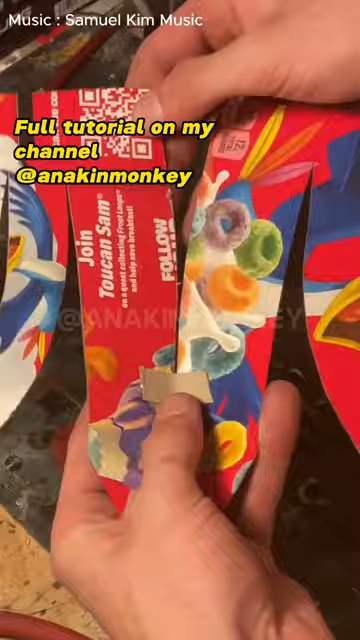 Music : Samuel Kim Music
Full tutorial on my
channel
@anakinmonkey
@ANAKINMONKEY
Join
Toucan Sam®
on a quest collecting Froot Loops®
and help save breakfast!
FOLLOW